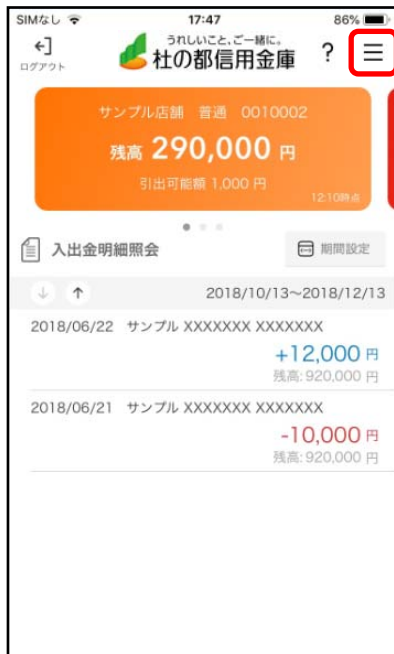 SIMなし 17:47 86%
うれしいこと、ご一緒に。
杜の都信用金庫 ?
ログアウト
サンプル店舗 普通 0010002
残高 290,000 円
引出可能額 1,000 円
12:10時点
入出金明細照会 期間設定
↓ ↑ 2018/10/13~2018/12/13
2018/06/22 サンプル XXXXXXX XXXXXXX
+12,000 円
残高: 920,000 円
2018/06/21 サンプル XXXXXXX XXXXXXX
-10,000 円
残高: 920,000 円